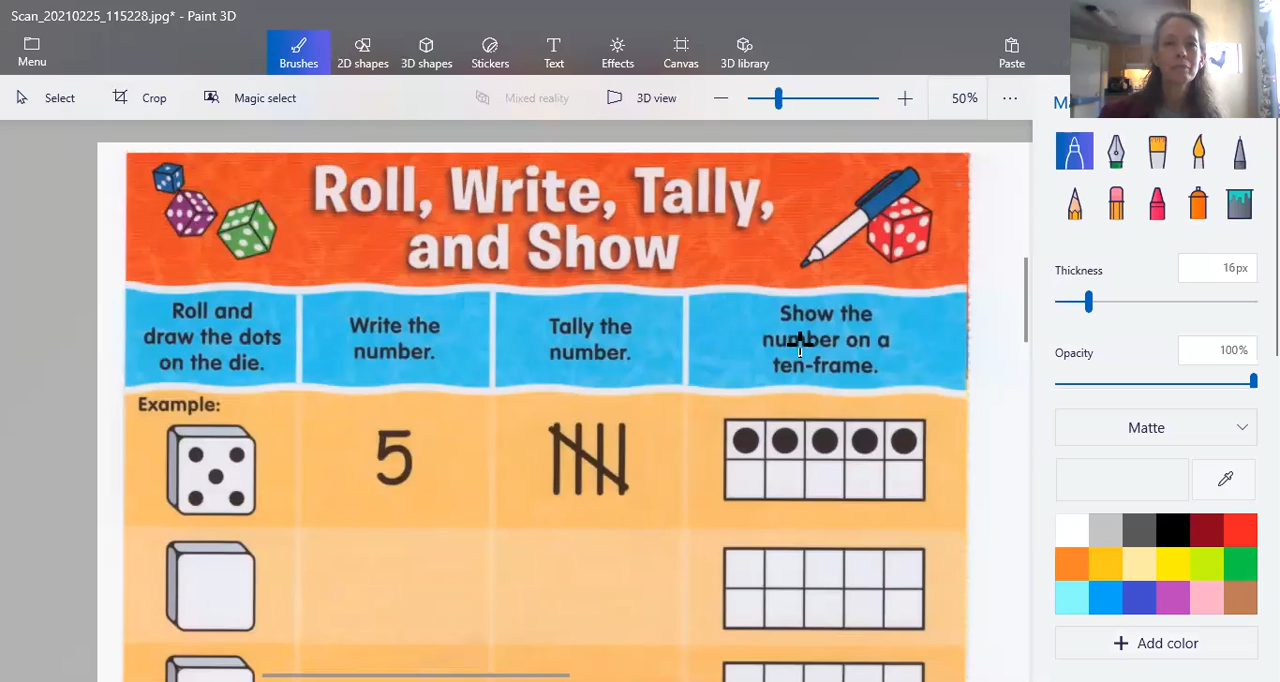 Scan_20210225_115228.jpg* - Paint 3D
Menu
Brushes
2D shapes
3D shapes
Stickers
Text
Effects
Canvas
3D library
Paste
Select
Crop
Magic select
Mixed reality
3D view
50%
Ma
Roll, Write, Tally,
and Show
Roll and
draw the dots
on the die.
Write the
number.
Tally the
number.
Show the
number on a
ten-frame.
Example:
5
Thickness
16px
Opacity
100%
Matte
Add color